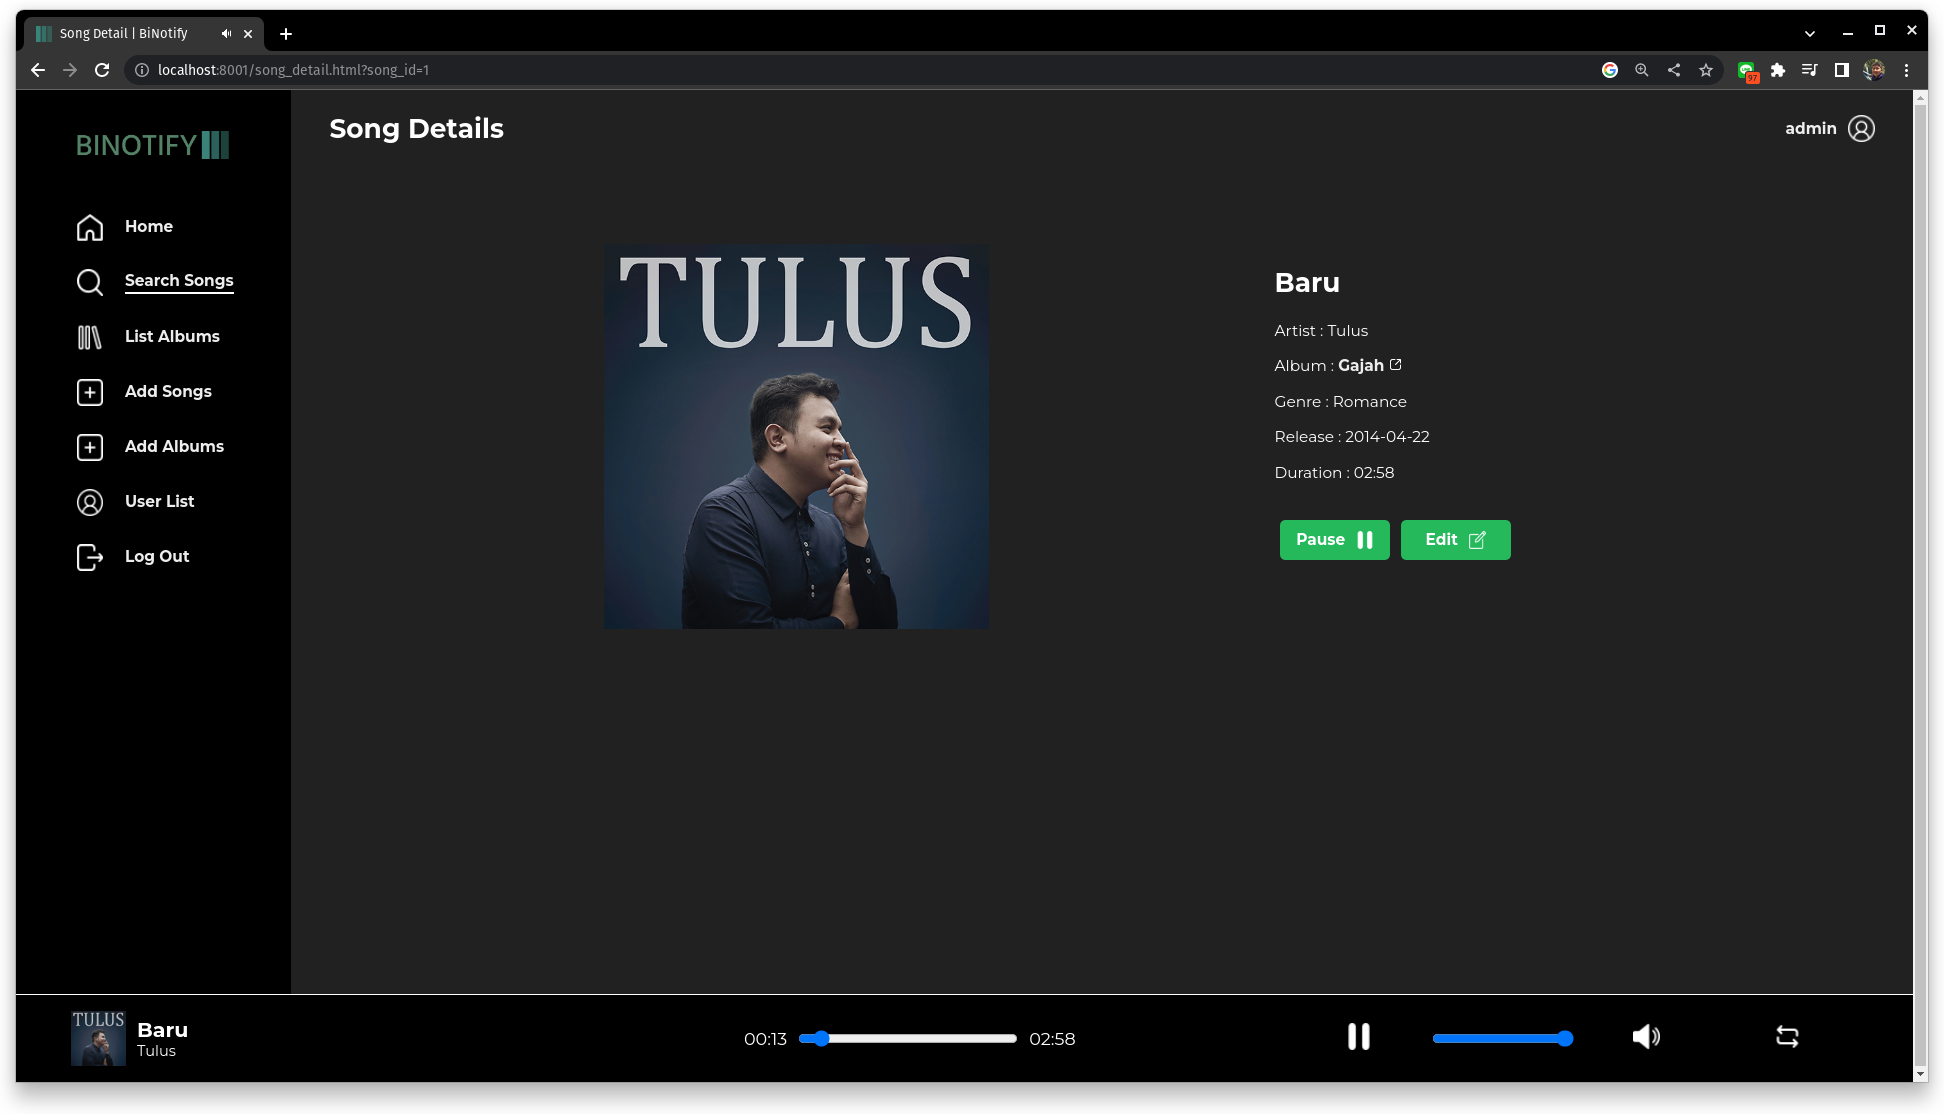 Song Detail | BiNotify
localhost:8001/song_detail.html?song_id=1
97
BINOTIFY
Home
Search Songs
List Albums
Add Songs
Add Albums
User List
Log Out
Song Details
admin
TULUS
Baru
Artist : Tulus
Album : Gajah
Genre : Romance
Release : 2014-04-22
Duration : 02:58
Pause
Edit
TULUS
Baru
Tulus
00:13
02:58